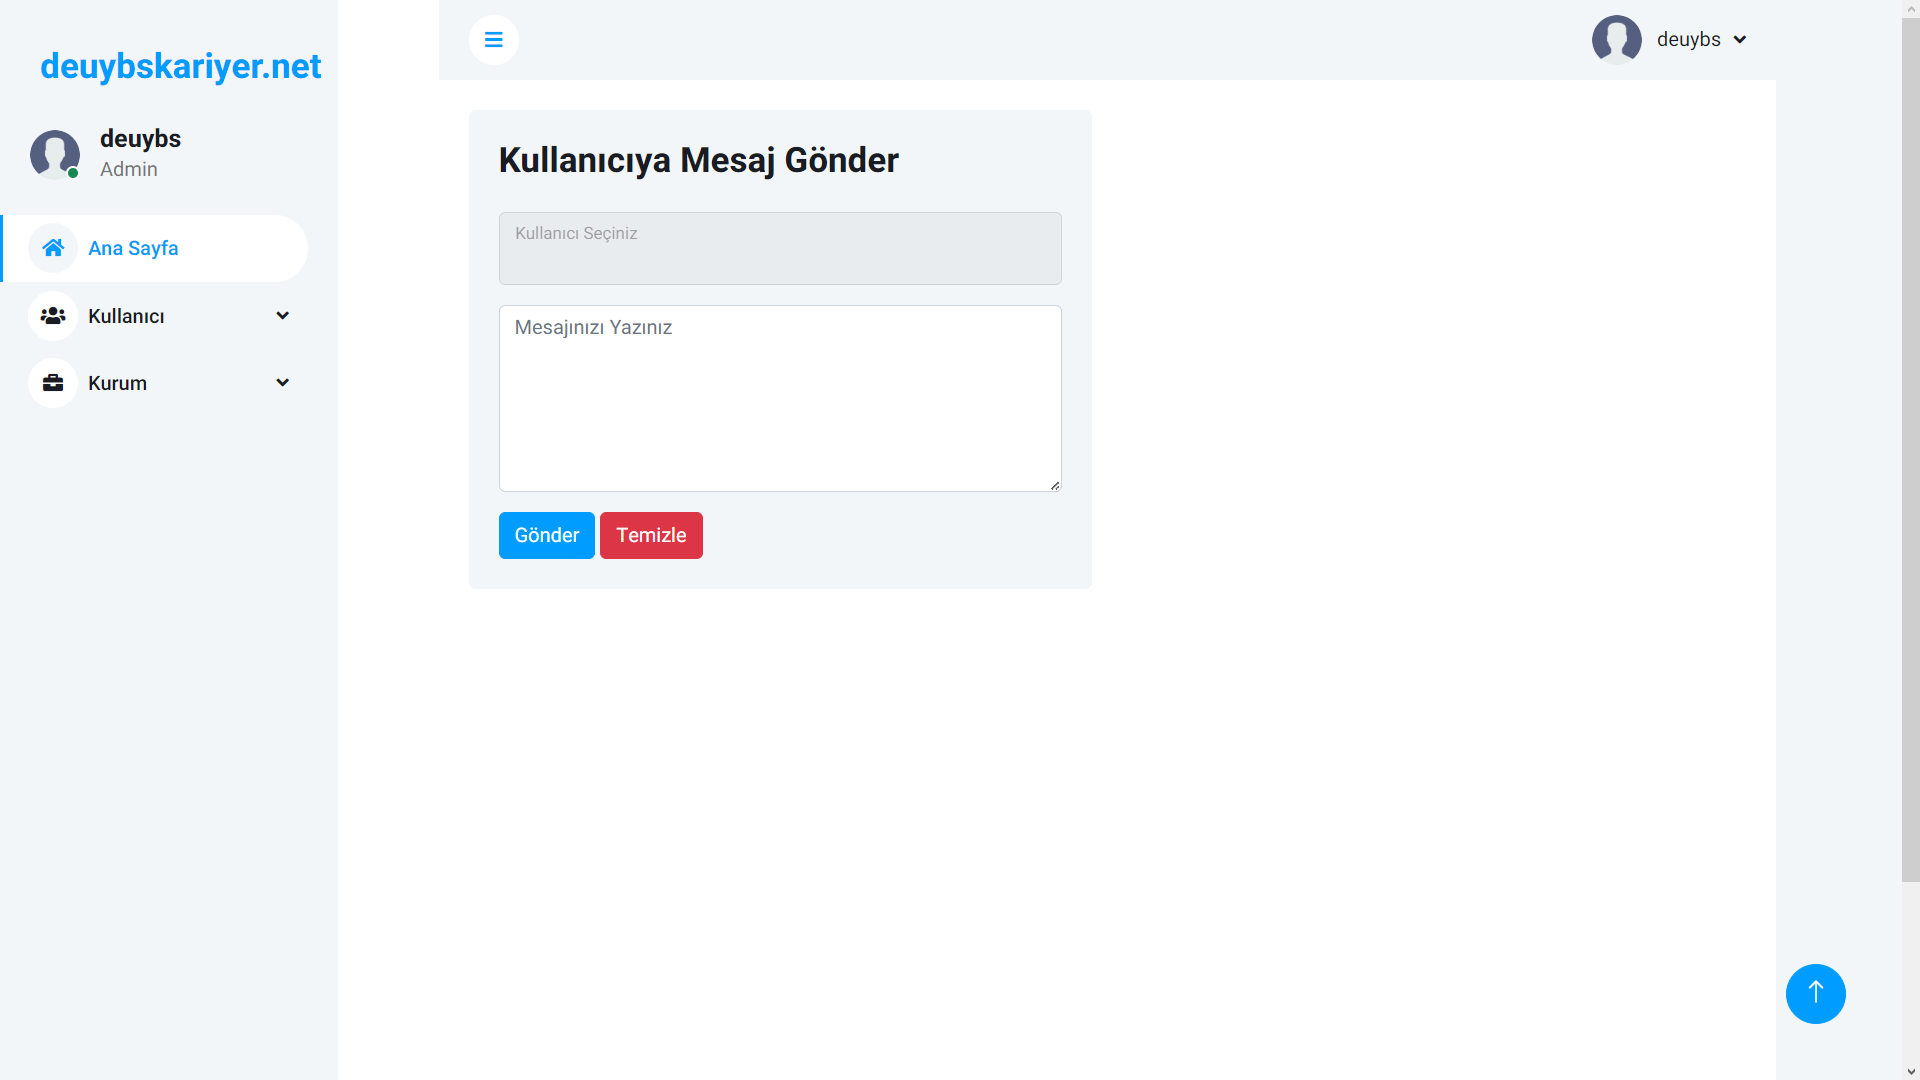 deuybskariyer.net
deuybs
Admin
Ana Sayfa
Kullanıcı
Kurum
deuybs
Kullanıcıya Mesaj Gönder
Kullanıcı Seçiniz
Mesajınızı Yazınız
Gönder Temizle